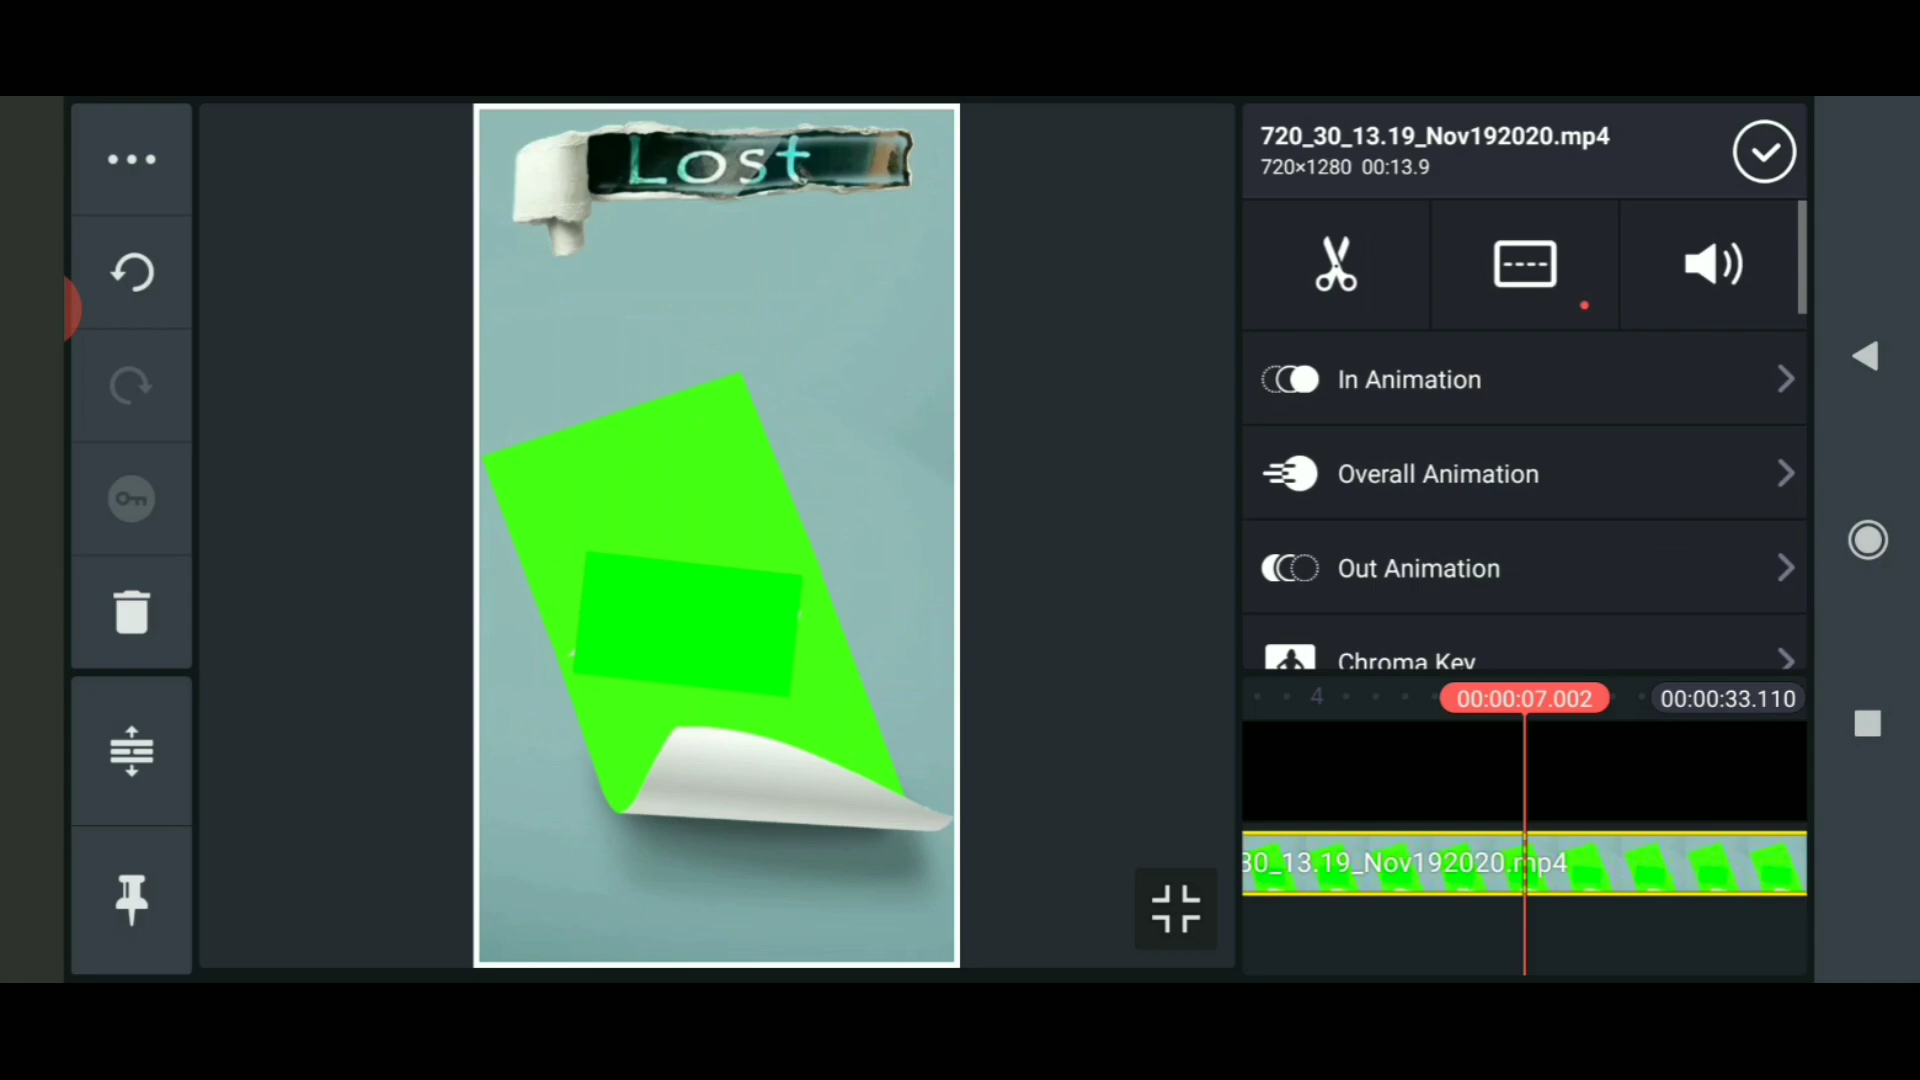 Lost
720_30_13.19_Nov192020.mp4
720×1280 00:13.9
In Animation
Overall Animation
Out Animation
Chroma Key
4
00:00:07.002
00:00:33.110
30_13.19_Nov192020.mp4